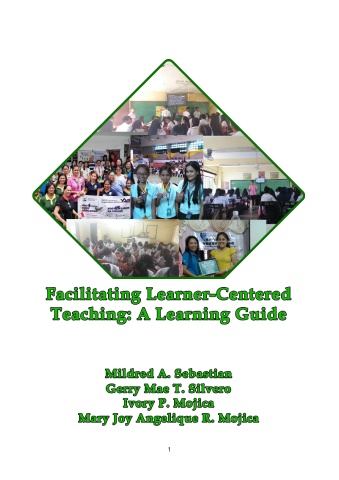 Facilitating Learner-Centered
Teaching: A Learning Guide
Mildred A. Sebastian
Gerry Mae T. Silvero
Ivory P. Mojica
Mary Joy Angelique R. Mojica
1